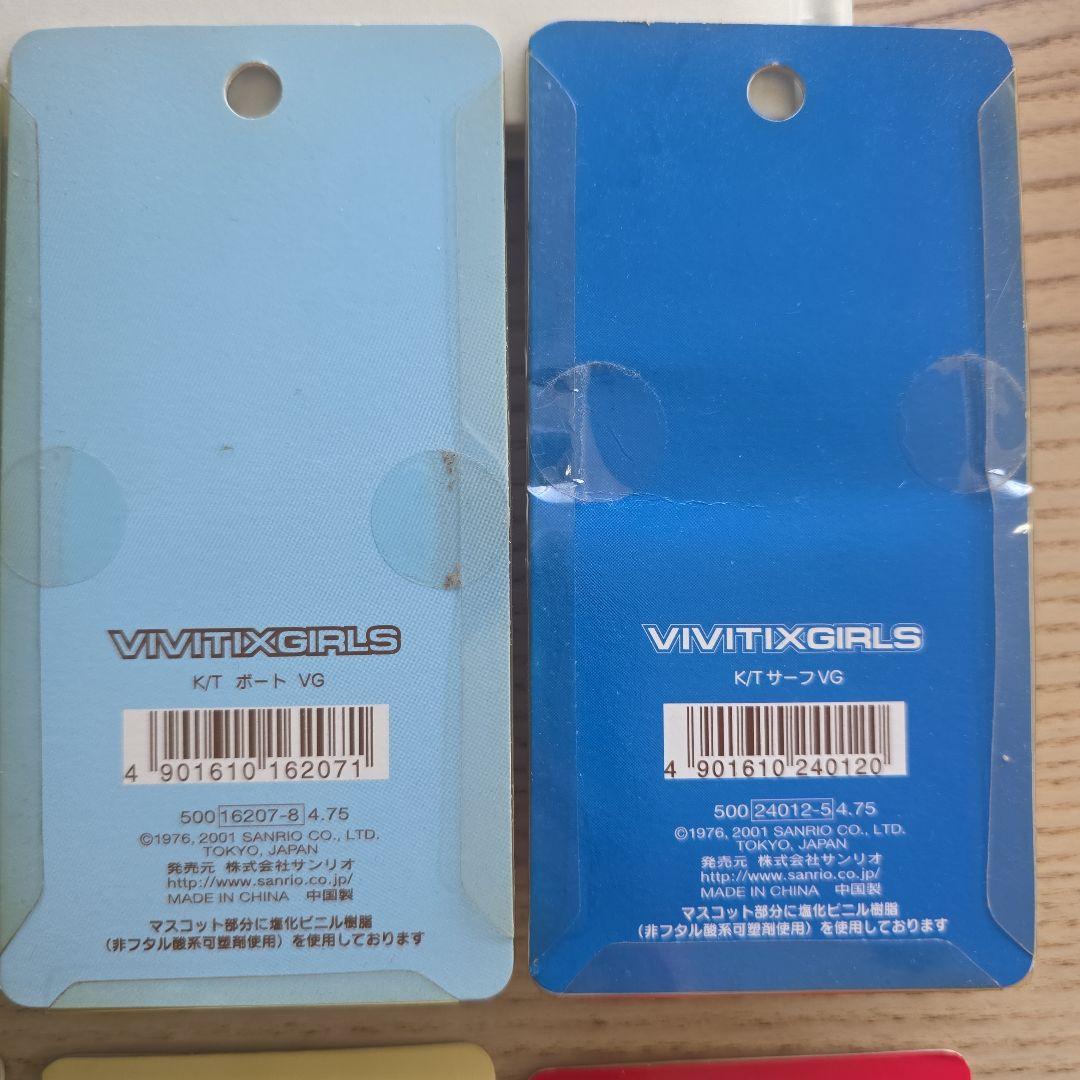 VIVITIXGIRLS
K/T ボート VG
4 901610 162071
500 16207-8 4.75
©1976, 2001 SANRIO CO., LTD.
TOKYO, JAPAN
発売元 株式会社サンリオ
http://www.sanrio.co.jp/
MADE IN CHINA 中国製
マスコット部分に塩化ビニル樹脂
(非フタル酸系可塑剤使用)を使用しております
VIVITIXGIRLS
K/TサーフVG
4 901610 240120
500 24012-5 4.75
©1976, 2001 SANRIO CO., LTD.
TOKYO, JAPAN
発売元 株式会社サンリオ
http://www.sanrio.co.jp/
MADE IN CHINA 中国製
マスコット部分に塩化ビニル樹脂
(非フタル酸系可塑剤使用)を使用しております